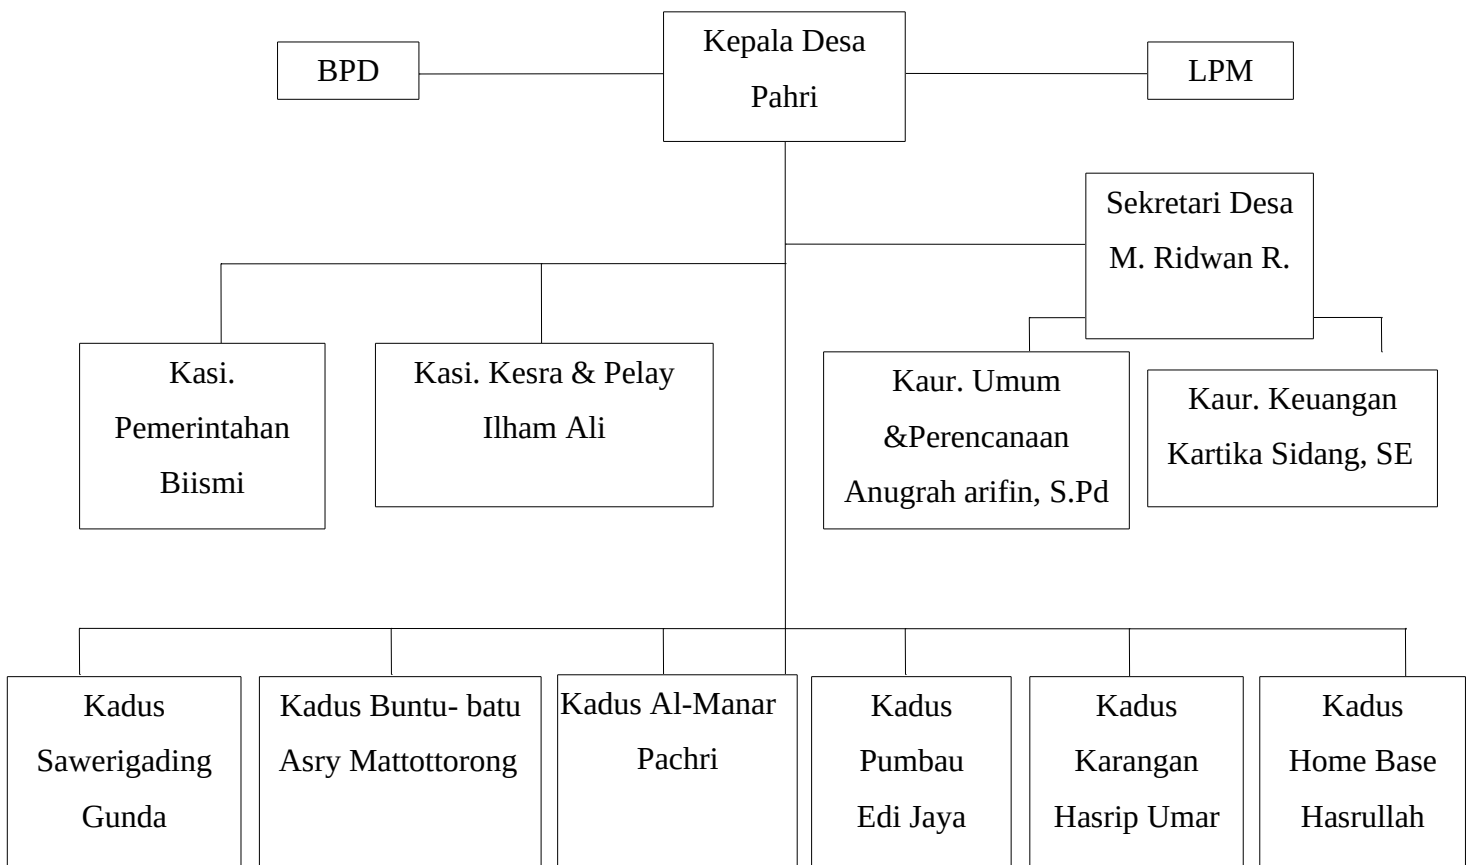 Kepala Desa
Pahri
BPD
LPM
Sekretari Desa
M. Ridwan R.
Kasi.
Pemerintahan
Biismi
Kasi. Kesra & Pelay
Ilham Ali
Kaur. Umum
&Perencanaan
Anugrah arifin, S.Pd
Kaur. Keuangan
Kartika Sidang, SE
Kadus
Sawerigading
Gunda
Kadus Buntu- batu
Asry Mattottorong
Kadus Al-Manar
Pachri
Kadus
Pumbau
Edi Jaya
Kadus
Karangan
Hasrip Umar
Kadus
Home Base
Hasrullah